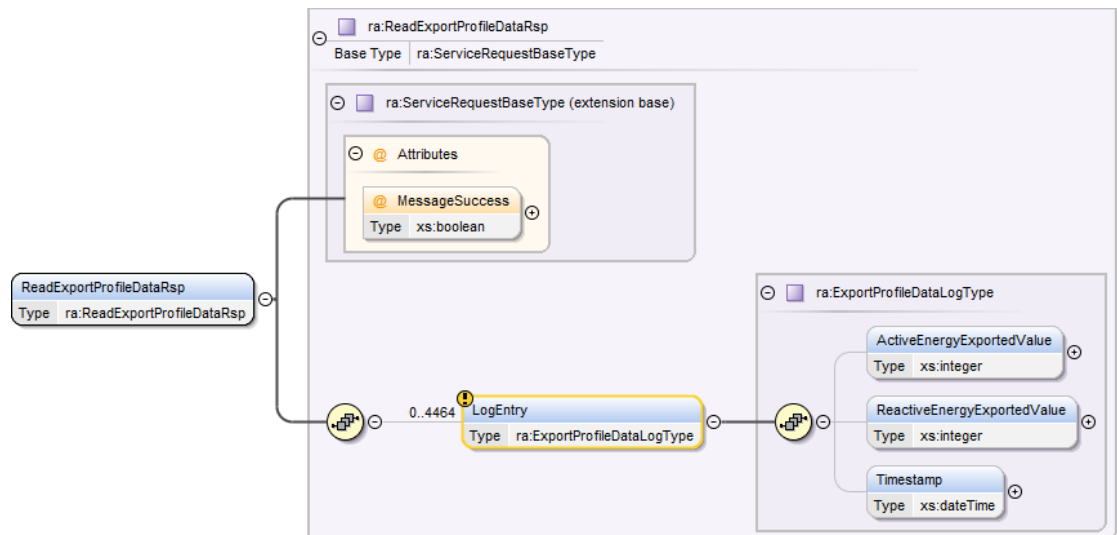 ra:ReadExportProfileDataRsp
Base Type ra:ServiceRequestBaseType
ra:ServiceRequestBaseType (extension base)
@ Attributes
@ MessageSuccess
Type xs:boolean
ReadExportProfileDataRsp
Type ra:ReadExportProfileDataRsp
0..4464
LogEntry
Type ra:ExportProfileDataLogType
ra:ExportProfileDataLogType
ActiveEnergyExportedValue
Type xs:integer
ReactiveEnergyExportedValue
Type xs:integer
Timestamp
Type xs:dateTime